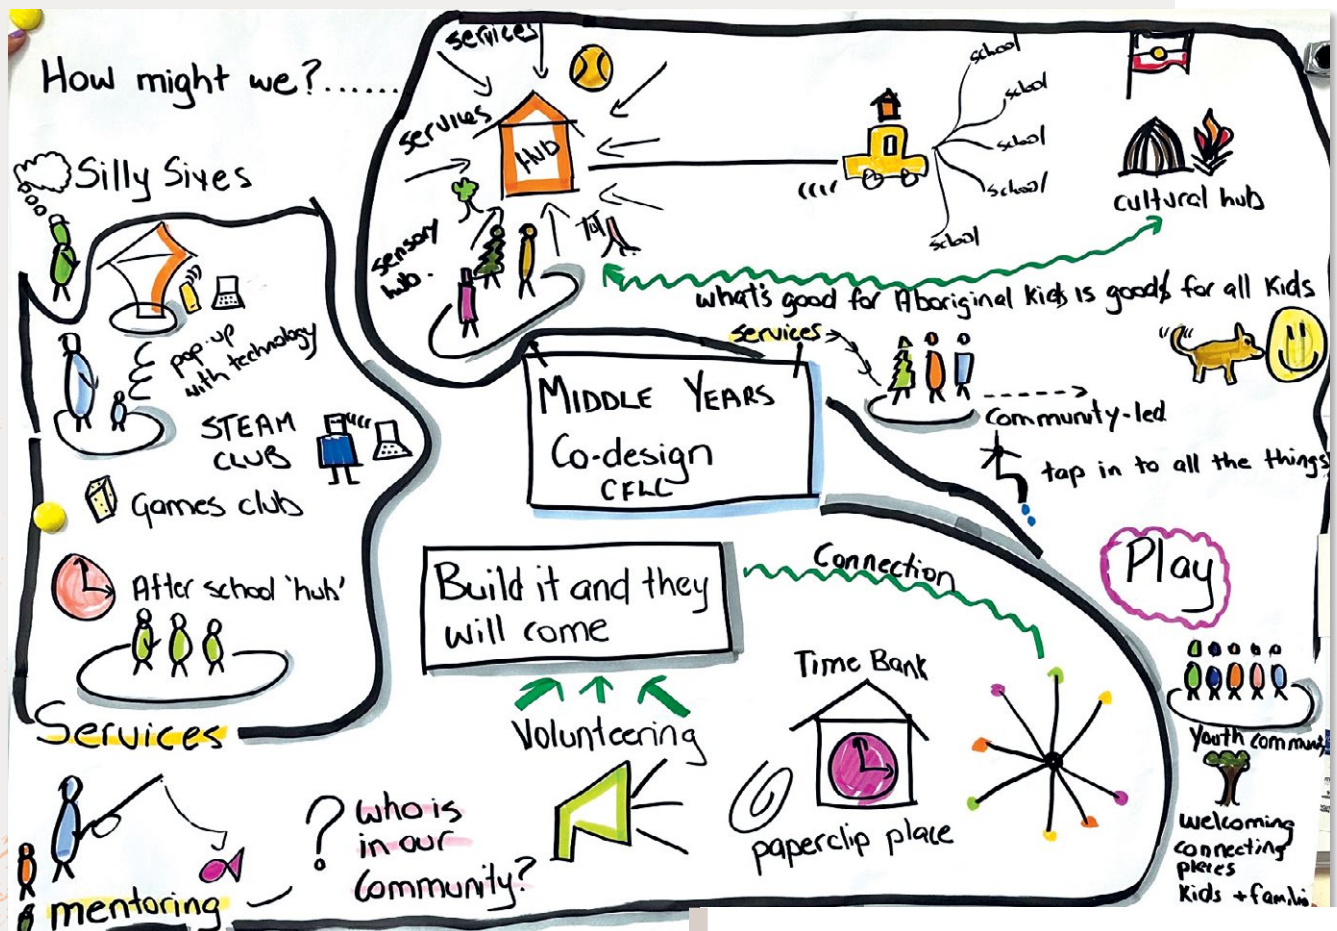 How might we?......
Silly Sixes
pop-up
with technology
STEAM
CLUB
Games club
After school 'hub'
Services
mentoring
services
services
HUB
sensory
hub.
school
school
school
school
school
cultural hub
what's good for Aboriginal Kids is good for all Kids
services
Community-led
tap in to all the things
MIDDLE YEARS
Co-design
CFLC
Build it and they
will come
Connection
Volunteering
Time Bank
paperclip place
? who is
in our
Community?
Play
Youth
welcoming
connecting
places
Kids +